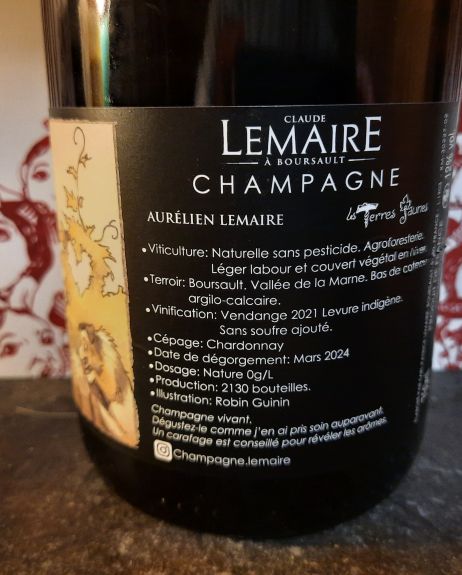 CLAUDE
LEMAIRE
À BOURSAULT
CHAMPAGNE
AURÉLIEN LEMAIRE
Les Terres Jaunes
•Viticulture: Naturelle sans pesticide. Agroforesterie.
Léger labour et couvert végétal en hiver.
•Terroir: Boursault. Vallée de la Marne. Bas de coteau
argilo-calcaire.
•Vinification: Vendange 2021 Levure indigène.
Sans soufre ajouté.
•Cépage: Chardonnay
•Date de dégorgement: Mars 2024
•Dosage: Nature 0g/L
•Production: 2130 bouteilles.
•Illustration: Robin Guinin
Champagne vivant.
Dégustez-le comme j'en ai pris soin auparavant.
Un carafage est conseillé pour révéler les arômes.
Champagne.lemaire